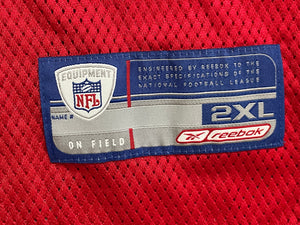 EQUIPMENT
NFL
NAME #
ON FIELD
ENGINEERED BY REEBOK TO THE
EXACT SPECIFICATIONS OF THE
NATIONAL FOOTBALL LEAGUE
2XL
Reebok